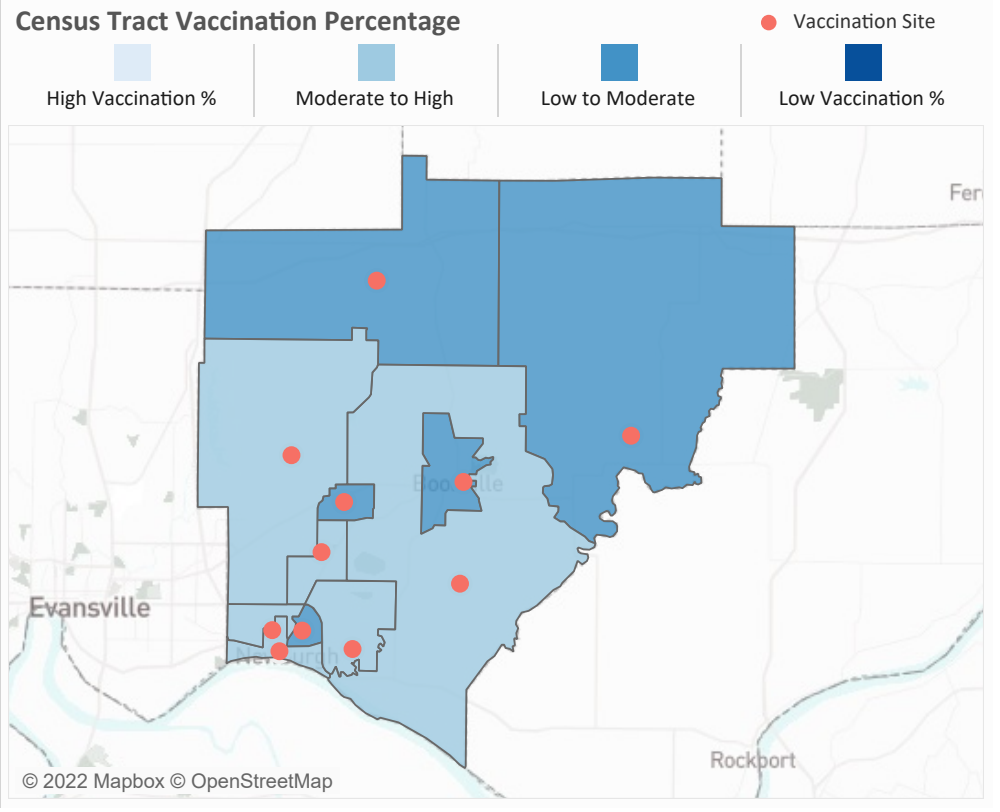 Census Tract Vaccination Percentage
Vaccination Site
High Vaccination %
Moderate to High
Low to Moderate
Low Vaccination %
Evansville
Rockport
© 2022 Mapbox © OpenStreetMap